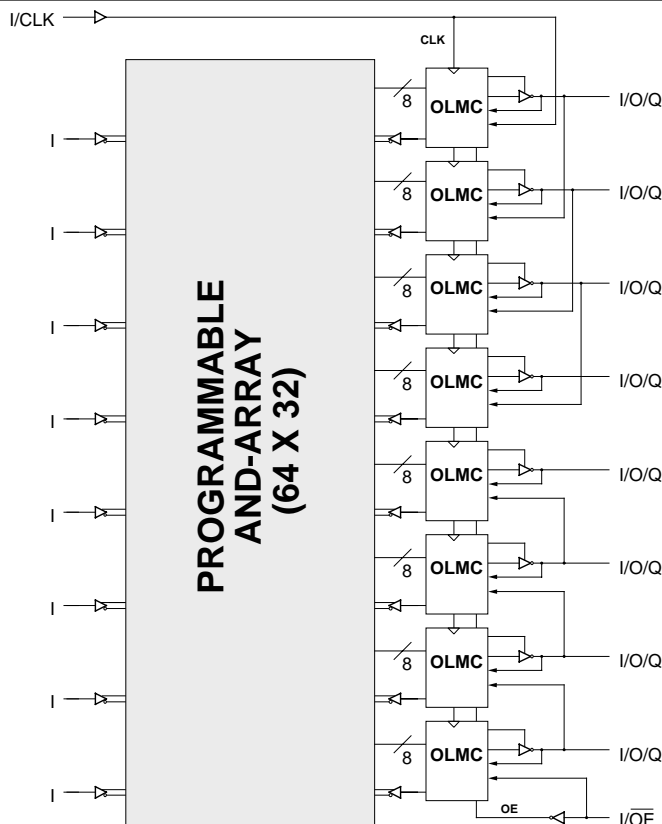 I/CLK
CLK
8
OLMC
I/O/Q
I
8
OLMC
I/O/Q
I
8
OLMC
I/O/Q
I
8
OLMC
I/O/Q
I
PROGRAMMABLE
AND-ARRAY
(64 X 32)
8
OLMC
I/O/Q
I
8
OLMC
I/O/Q
I
8
OLMC
I/O/Q
I
8
OLMC
I/O/Q
I
OE
I/O̅E̅